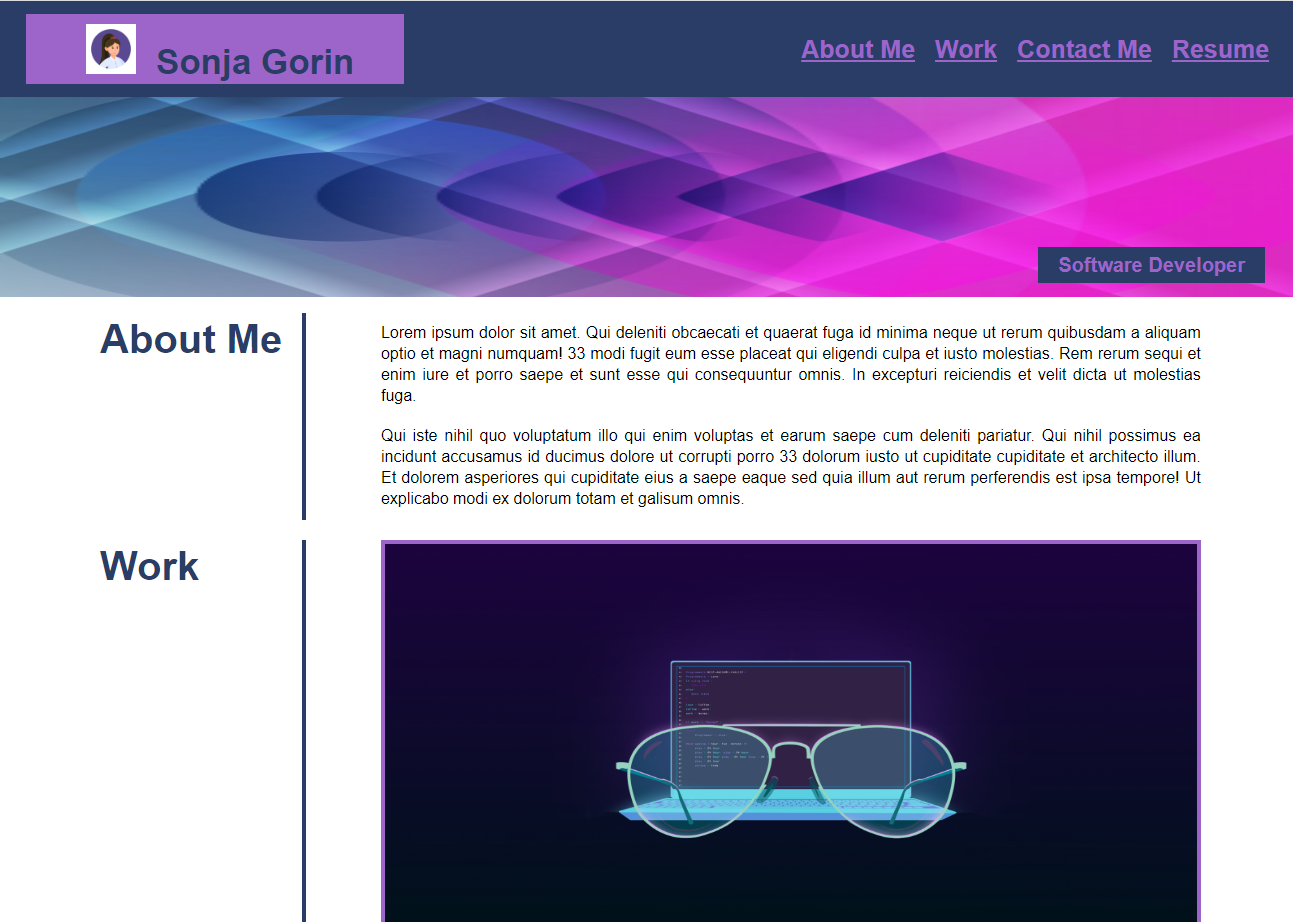 Sonja Gorin
About Me Work Contact Me Resume
Software Developer
About Me
Lorem ipsum dolor sit amet. Qui deleniti obcaecati et quaerat fuga id minima neque ut rerum quibusdam a aliquam
optio et magni numquam! 33 modi fugit eum esse placeat qui eligendi culpa et iusto molestias. Rem rerum sequi et
enim iure et porro saepe et sunt esse qui consequuntur omnis. In excepturi reiciendis et velit dicta ut molestias
fuga.
Qui iste nihil quo voluptatum illo qui enim voluptas et earum saepe cum deleniti pariatur. Qui nihil possimus ea
incidunt accusamus id ducimus dolore ut corrupti porro 33 dolorum iusto ut cupiditate cupiditate et architecto illum.
Et dolorem asperiores qui cupiditate eius a saepe eaque sed quia illum aut rerum perferendis est ipsa tempore! Ut
explicabo modi ex dolorum totam et galisum omnis.
Work